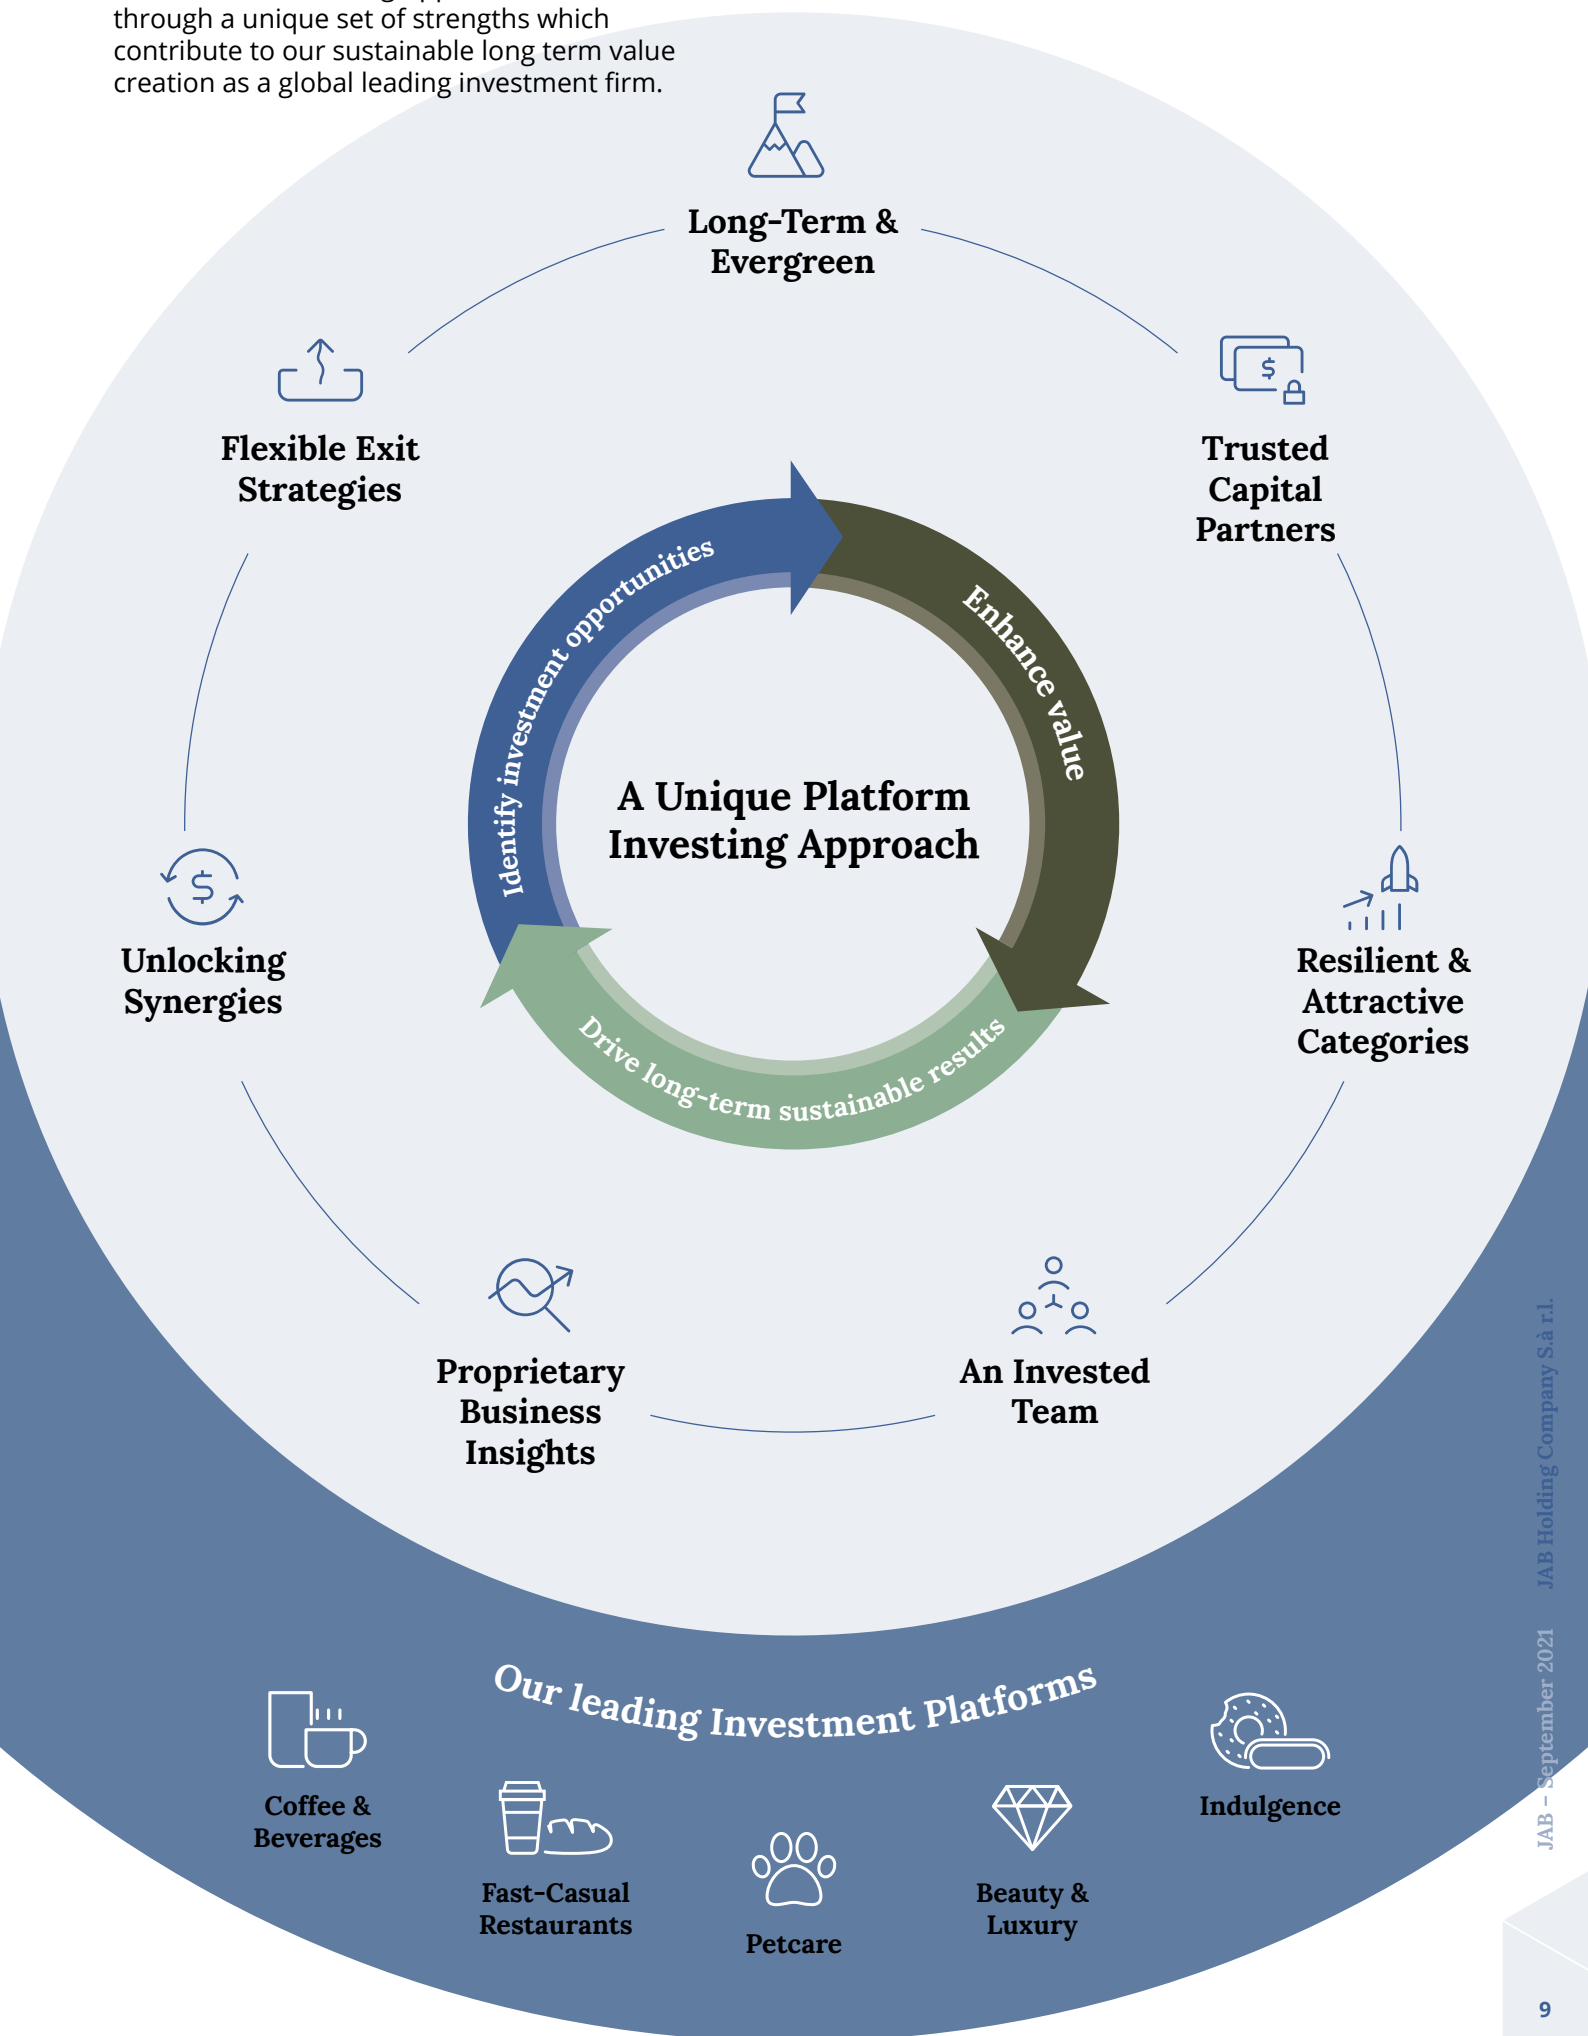 through a unique set of strengths which
contribute to our sustainable long term value
creation as a global leading investment firm.
Long-Term &
Evergreen
Flexible Exit
Strategies
Trusted
Capital
Partners
Identify investment opportunities
Enhance value
A Unique Platform
Investing Approach
Drive long-term sustainable results
Unlocking
Synergies
Resilient &
Attractive
Categories
Proprietary
Business
Insights
An Invested
Team
Our leading Investment Platforms
Coffee &
Beverages
Fast-Casual
Restaurants
Petcare
Beauty &
Luxury
Indulgence
JAB – September 2021 JAB Holding Company S.à r.l.
9